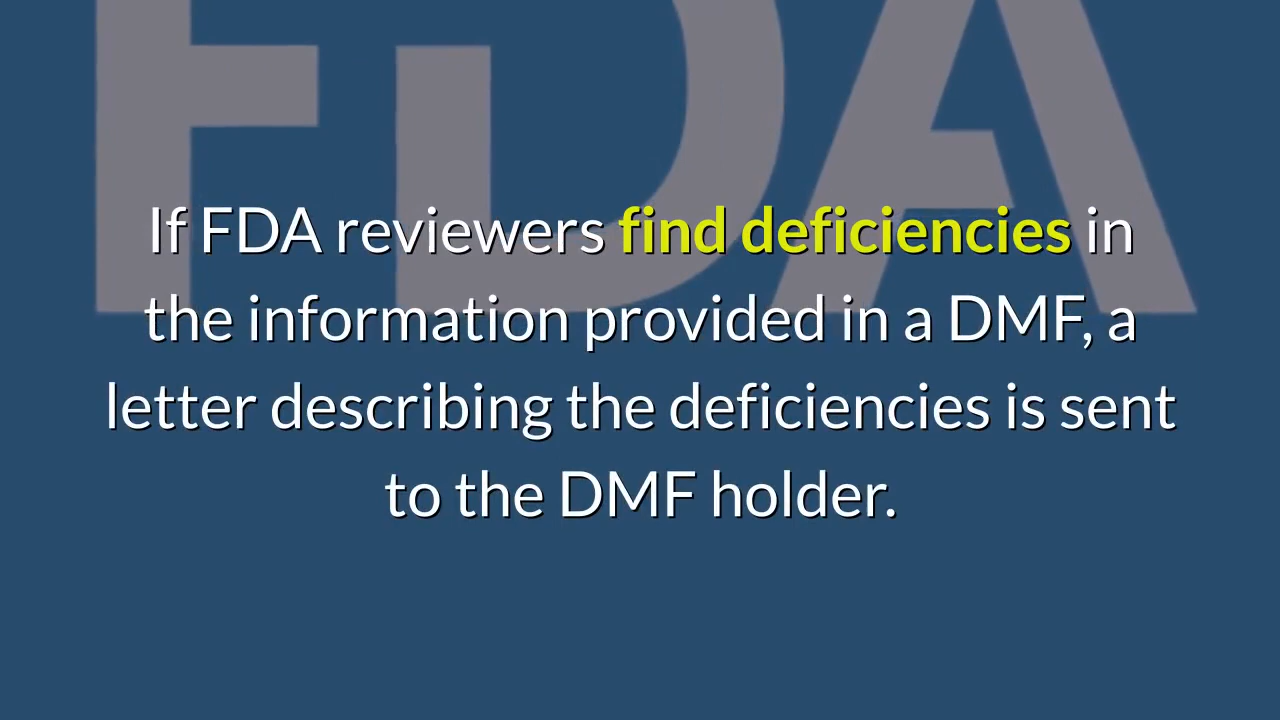 FDA
If FDA reviewers find deficiencies in
the information provided in a DMF, a
letter describing the deficiencies is sent
to the DMF holder.